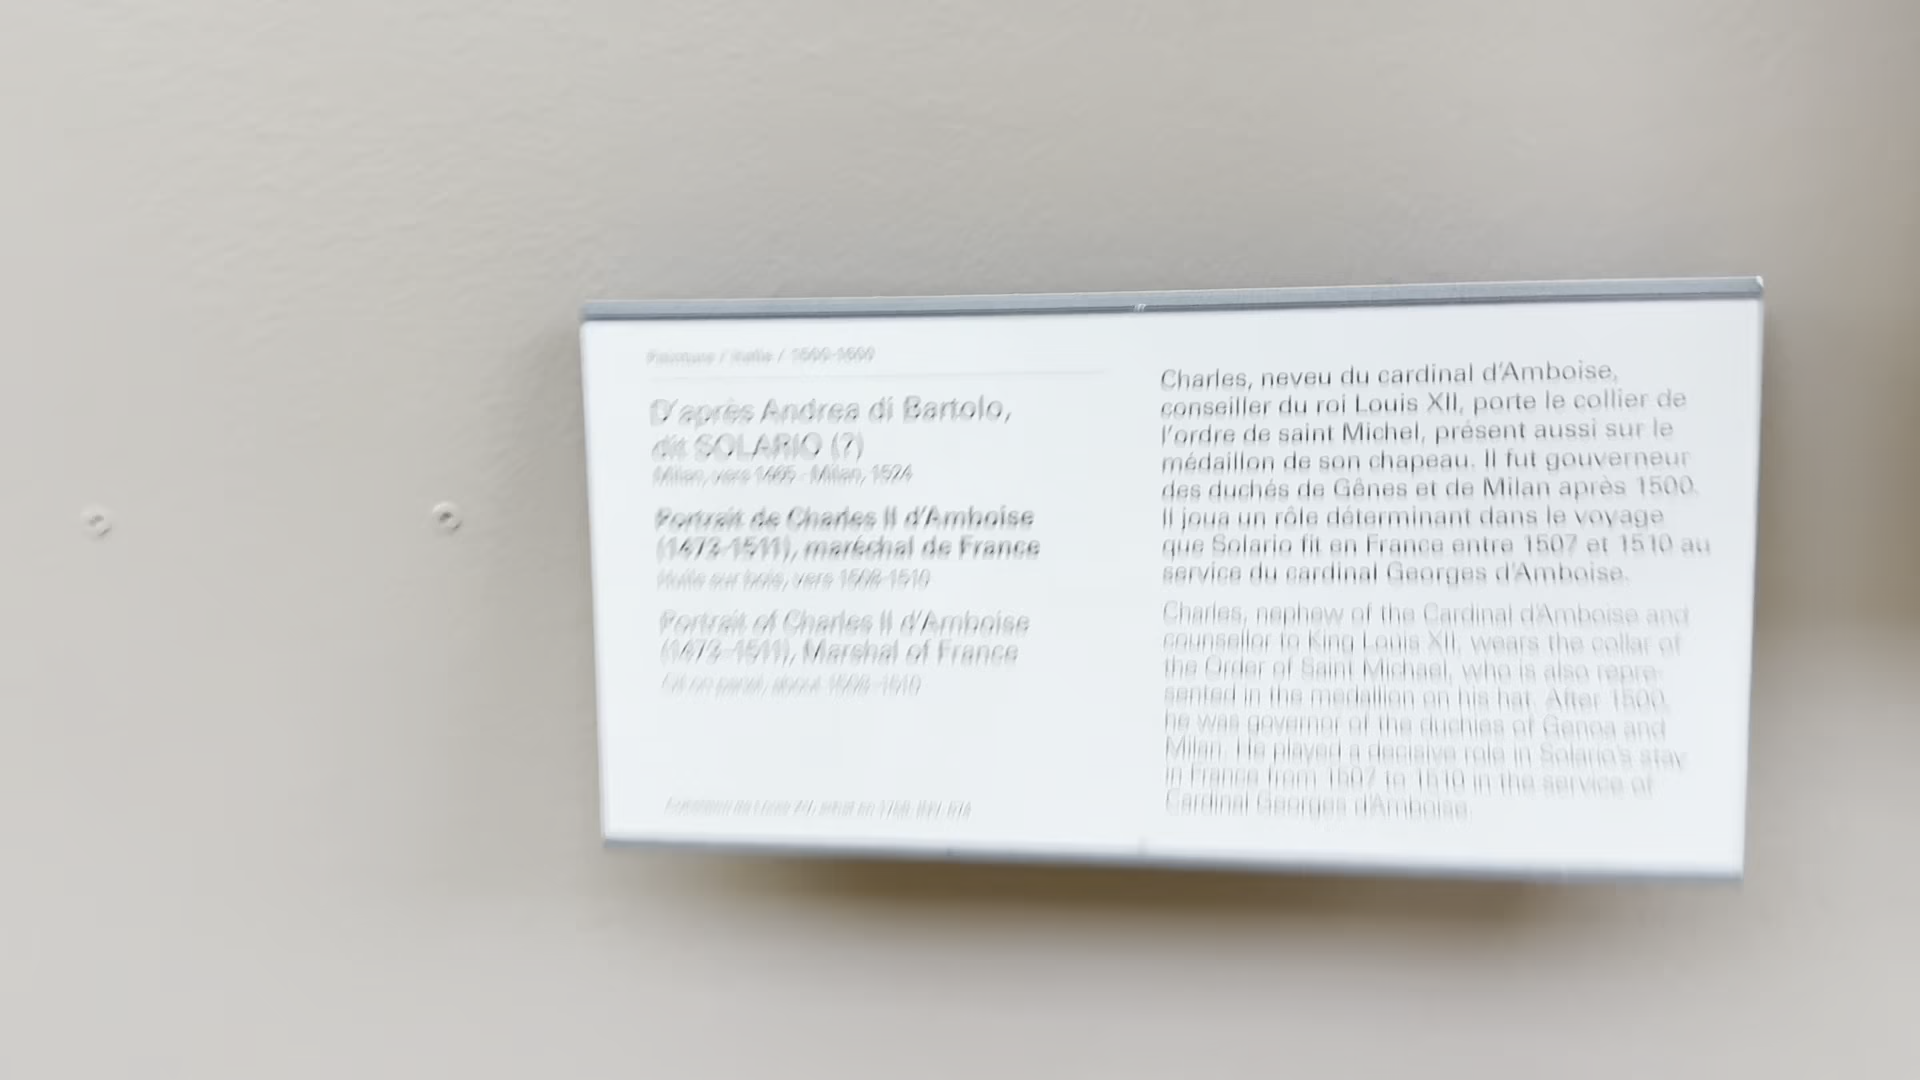 Peinture / Italie / 1500-1600
D'après Andrea di Bartolo,
dit SOLARIO (?)
Milan, vers 1465 - Milan, 1524
Portrait de Charles II d'Amboise
(1473-1511), maréchal de France
Huile sur bois, vers 1508-1510
Portrait of Charles II d'Amboise
(1473-1511), Marshal of France
Oil on panel, about 1508-1510
Charles, neveu du cardinal d'Amboise,
conseiller du roi Louis XII, porte le collier de
l'ordre de saint Michel, présent aussi sur le
médaillon de son chapeau. Il fut gouverneur
des duchés de Gênes et de Milan après 1500.
Il joua un rôle déterminant dans le voyage
que Solario fit en France entre 1507 et 1510 au
service du cardinal Georges d'Amboise.
Charles, nephew of the Cardinal d'Amboise and
counsellor to King Louis XII, wears the collar of
the Order of Saint Michael, who is also repre-
sented in the medallion on his hat. After 1500,
he was governor of the duchies of Genoa and
Milan. He played a decisive role in Solario's stay
in France from 1507 to 1510 in the service of
Cardinal Georges d'Amboise.